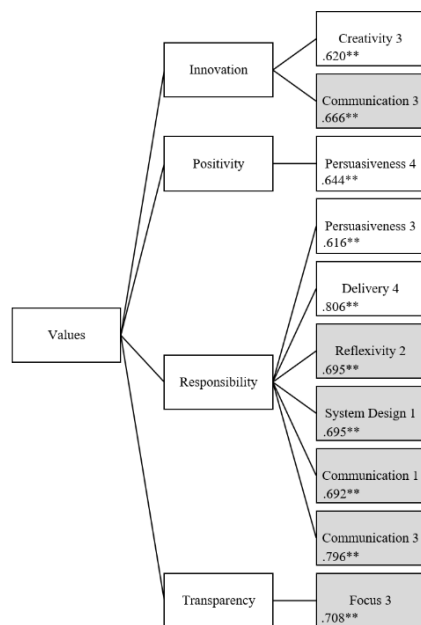 Creativity 3
.620**
Innovation
Communication 3
.666**
Positivity
Persuasiveness 4
.644**
Persuasiveness 3
.616**
Delivery 4
.806**
Values
Reflexivity 2
.695**
Responsibility
System Design 1
.695**
Communication 1
.692**
Communication 3
.796**
Transparency
Focus 3
.708**